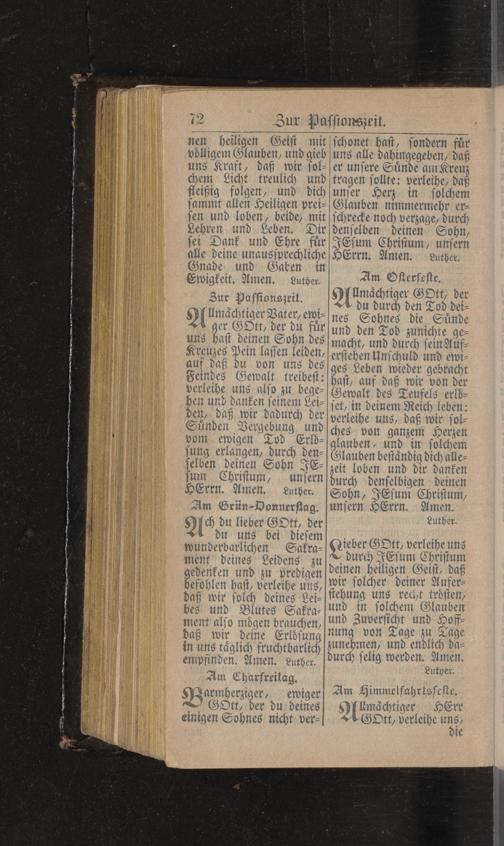 72 Zur Passionszeit.
nen heiligen Geist mit
völligem Glauben, und gieb
uns Kraft, daß wir sol-
chem Licht treulich und
fleißig folgen, und dich
sammt allen Heiligen prei-
sen und loben, beide, mit
Lehren und Leben. Dir
sei Dank und Ehre für
alle deine unaussprechliche
Gnade und Gaben in
Ewigkeit. Amen. Luther.
Zur Passionszeit.
Allmächtiger Vater, ewi-
ger GOtt, der du für
uns hast deinen Sohn des
Kreuzes Pein lassen leiden,
auf daß du von uns des
Feindes Gewalt treibest:
verleihe uns also zu bege-
hen und danken seinem Lei-
den, daß wir dadurch der
Sünden Vergebung und
vom ewigen Tod Erlö-
sung erlangen, durch den-
selben deinen Sohn JE-
sum Christum, unsern
HErrn. Amen. Luther.
Am Grün-Donnerstag.
Ach du lieber GOtt, der
du uns bei diesem
wunderbarlichen Sakra-
ment deines Leidens zu
gedenken und zu predigen
befohlen hast, verleihe uns,
daß wir solch deines Lei-
bes und Blutes Sakra-
ment also mögen brauchen,
daß wir deine Erlösung
in uns täglich fruchtbarlich
empfinden. Amen. Luther.
Am Charfreitag.
Barmherziger, ewiger
GOtt, der du deines
einigen Sohnes nicht ver-
schonet hast, sondern für
uns alle dahingegeben, daß
er unsere Sünde am Kreuz
tragen sollte: verleihe, daß
unser Herz in solchem
Glauben nimmermehr er-
schrecke noch verzage, durch
denselben deinen Sohn,
JEsum Christum, unsern
HErrn. Amen. Luther.
Am Osterfeste.
Allmächtiger GOtt, der
du durch den Tod dei-
nes Sohnes die Sünde
und den Tod zunichte ge-
macht, und durch sein Auf-
erstehen Unschuld und ewi-
ges Leben wieder gebracht
hast, auf daß wir von der
Gewalt des Teufels erlö-
set, in deinem Reich leben:
verleihe uns, daß wir sol-
ches von ganzem Herzen
glauben, und in solchem
Glauben beständig dich alle-
zeit loben und dir danken
durch denselbigen deinen
Sohn, JEsum Christum,
unsern HErrn. Amen.
Luther.
Lieber GOtt, verleihe uns
durch JEsum Christum
deinen heiligen Geist, daß
wir solcher deiner Aufer-
stehung uns recht trösten,
und in solchem Glauben
und Zuversicht und Hoff-
nung von Tage zu Tage
zunehmen, und endlich da-
durch selig werden. Amen.
Luther.
Am Himmelfahrtsfeste.
Allmächtiger HErr
GOtt, verleihe uns,
die